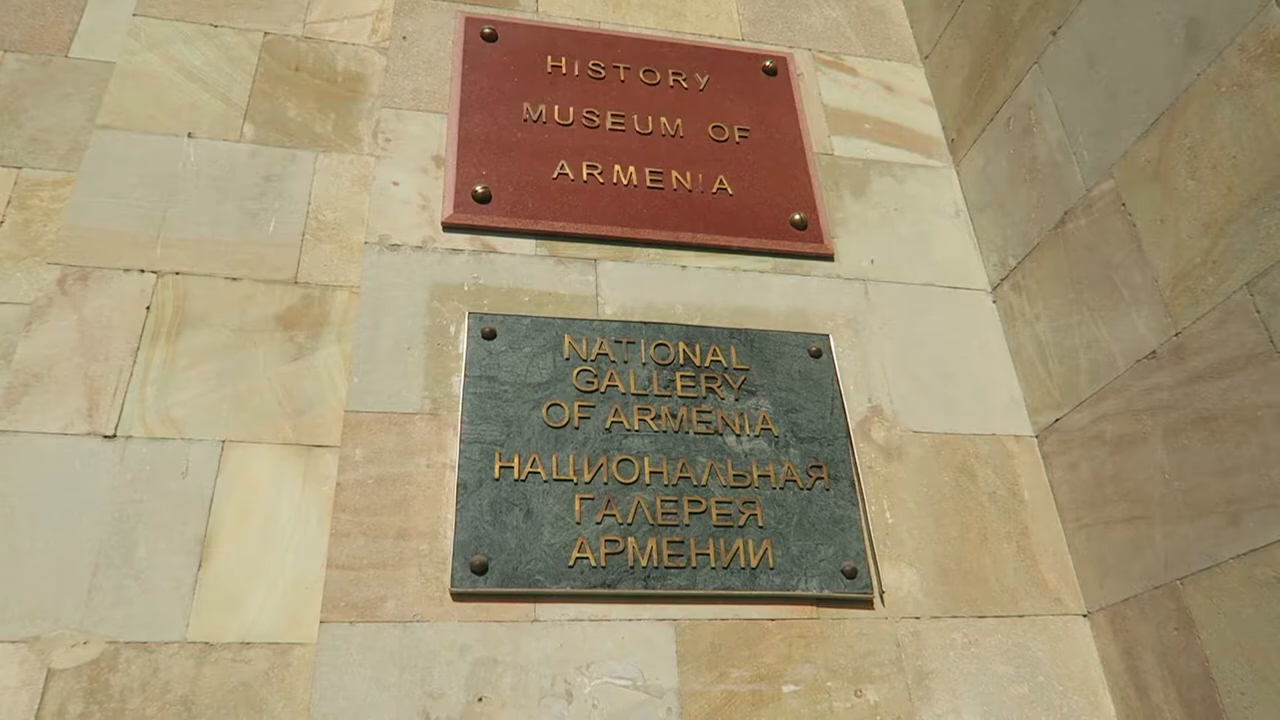 HISTORY
MUSEUM OF
ARMENIA
NATIONAL
GALLERY
OF ARMENIA
НАЦИОНАЛЬНАЯ
ГАЛЕРЕЯ
АРМЕНИИ